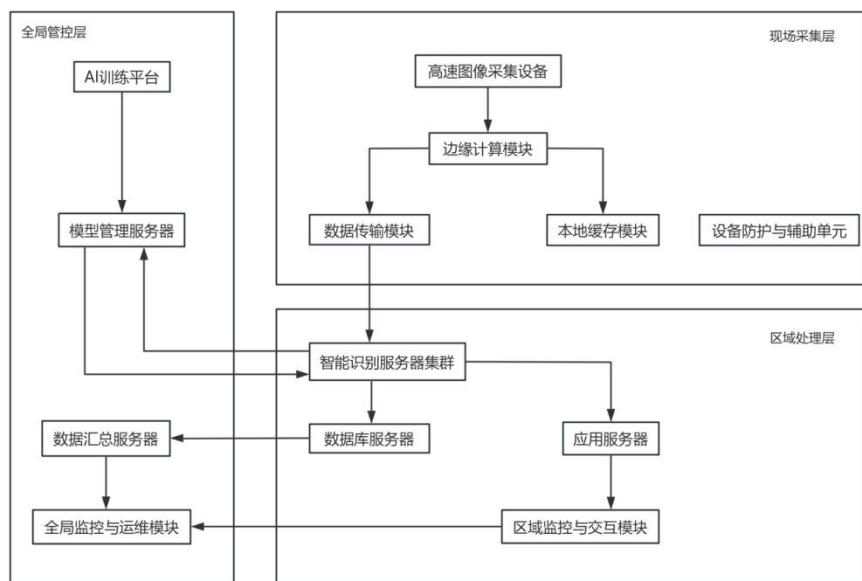 全局管控层
AI训练平台
模型管理服务器
数据汇总服务器
全局监控与运维模块
现场采集层
高速图像采集设备
边缘计算模块
数据传输模块
本地缓存模块
设备防护与辅助单元
区域处理层
智能识别服务器集群
数据库服务器
应用服务器
区域监控与交互模块